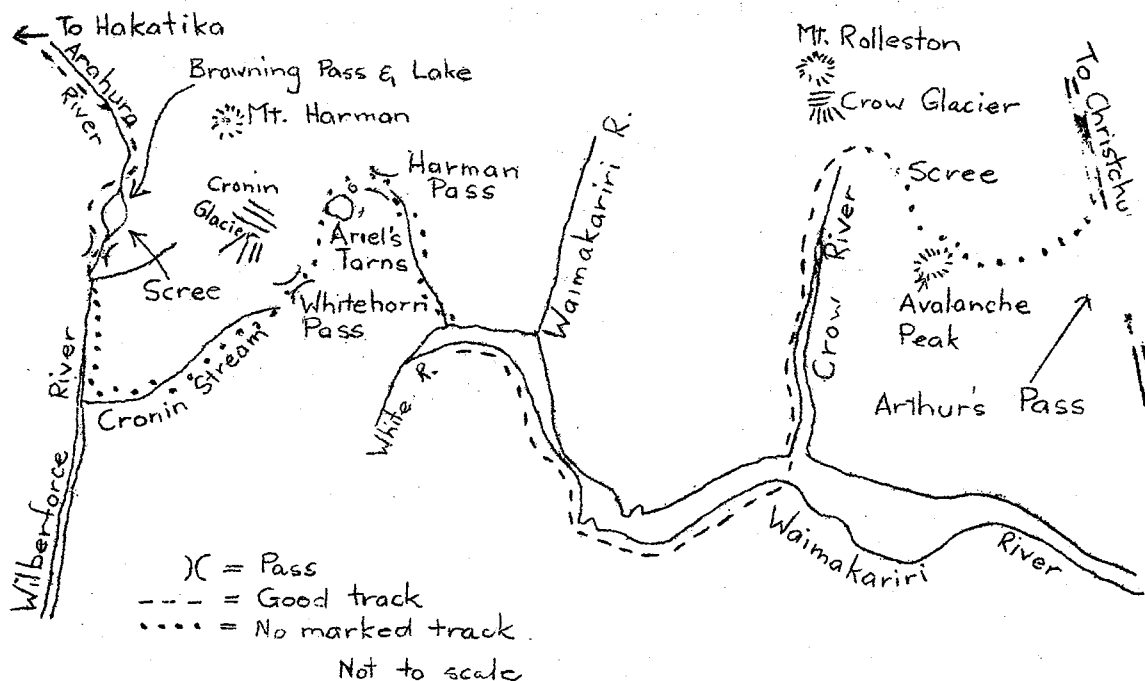 To Hakatika
Arahura
River
Browning Pass & Lake
Mt. Harman
Cronin
Glacier
Harman
Pass
Ariel's
Tarns
Scree
Whitehorn
Pass
Cronin Stream
Wilberforce River
White R.
Waimakariri R.
Mt. Rolleston
Crow Glacier
Scree
Crow River
Avalanche
Peak
Arthur's Pass
To Christchu
Waimakariri River
)( = Pass
--- = Good track
•••• = No marked track.
Not to scale